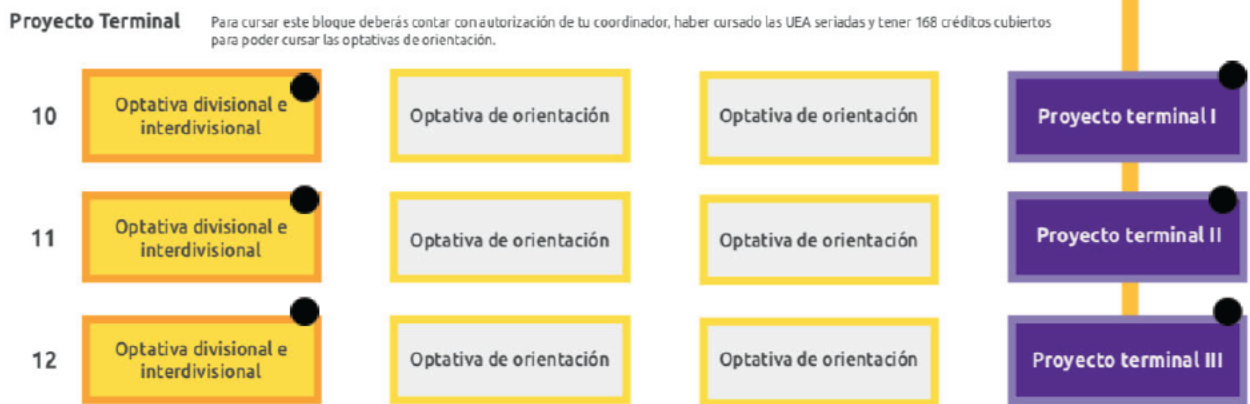 Proyecto Terminal
Para cursar este bloque deberás contar con autorización de tu coordinador, haber cursado las UEA seriadas y tener 168 créditos cubiertos
para poder cursar las optativas de orientación.
10
Optativa divisional e
interdivisional
Optativa de orientación
Optativa de orientación
Proyecto terminal I
11
Optativa divisional e
interdivisional
Optativa de orientación
Optativa de orientación
Proyecto terminal II
12
Optativa divisional e
interdivisional
Optativa de orientación
Optativa de orientación
Proyecto terminal III